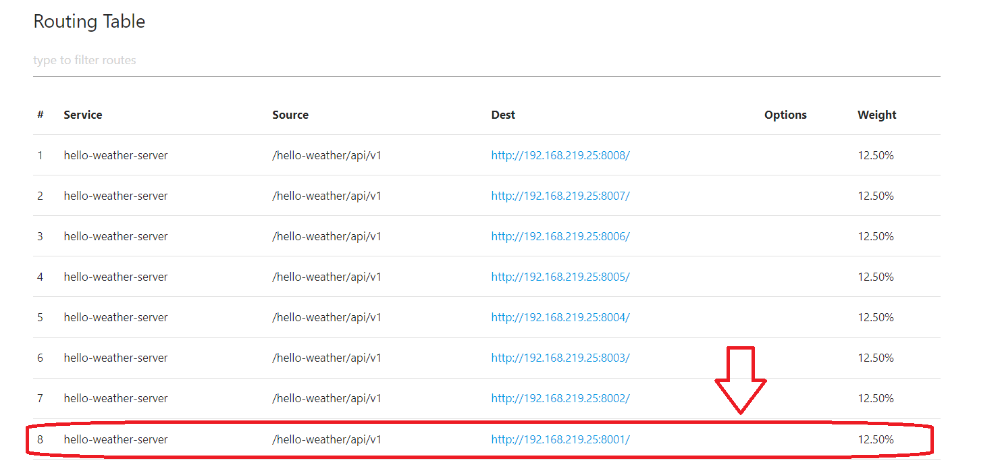 Routing Table
type to filter routes
# Service Source Dest Options Weight
1 hello-weather-server /hello-weather/api/v1 http://192.168.219.25:8008/ 12.50%
2 hello-weather-server /hello-weather/api/v1 http://192.168.219.25:8007/ 12.50%
3 hello-weather-server /hello-weather/api/v1 http://192.168.219.25:8006/ 12.50%
4 hello-weather-server /hello-weather/api/v1 http://192.168.219.25:8005/ 12.50%
5 hello-weather-server /hello-weather/api/v1 http://192.168.219.25:8004/ 12.50%
6 hello-weather-server /hello-weather/api/v1 http://192.168.219.25:8003/ 12.50%
7 hello-weather-server /hello-weather/api/v1 http://192.168.219.25:8002/ 12.50%
8 hello-weather-server /hello-weather/api/v1 http://192.168.219.25:8001/ 12.50%